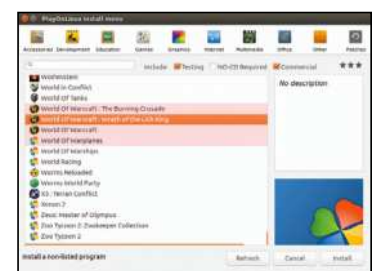 PlayOnLinux install menu
Accessories Development Education Games Graphics Internet Multimedia Office Other Patches
Include Testing NO-CD Required Commercial ★★★
Wolfenstein
World in Conflict
World Of Tanks
World Of Warcraft : The Burning Crusade
World Of Warcraft : Wrath of the Lich King
World Of Warcraft
World Of Warplanes
World Of Warships
World Racing
Worms Reloaded
Worms World Party
X3 : Terran Conflict
Xenon 2
Zeus: Master of Olympus
Zoo Tycoon 2: Zookeeper Collection
Zoo Tycoon 2
No description
Install a non-listed program
Refresh Cancel Install